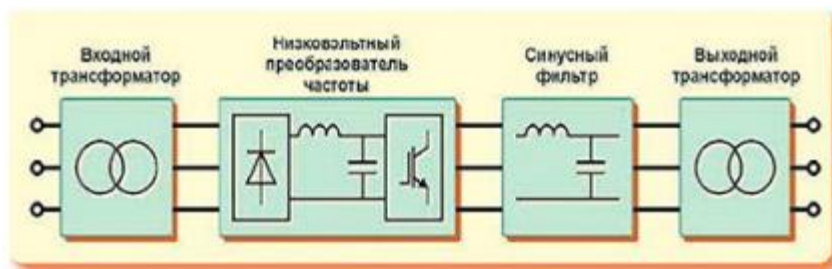 Входной
трансформатор
Низковольтный
преобразователь
частоты
Синусный
фильтр
Выходной
трансформатор